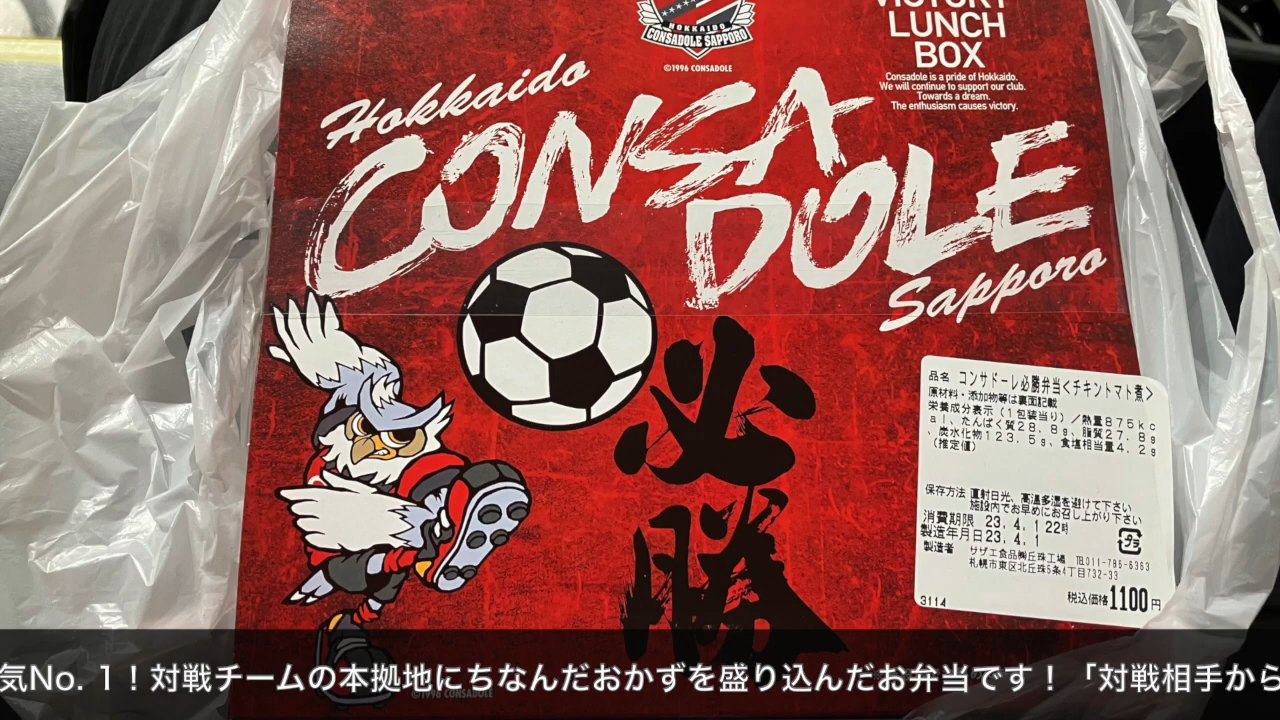 HOKKAIDO
CONSADOLE SAPPORO
©1996 CONSADOLE
VICTORY
LUNCH
BOX
Consadole is a pride of Hokkaido.
We will continue to support our club.
Towards a dream.
The enthusiasm causes victory.
Hokkaido
CONSA
DOLE
Sapporo
必勝
品名 コンサドーレ必勝弁当<チキントマト煮>
原材料・添加物等は裏面記載
栄養成分表示(1包装当り)/熱量875kc
al、たんぱく質28.8g、脂質27.8g
、炭水化物123.5g、食塩相当量4.2g
(推定値)
保存方法 直射日光、高温多湿を避けて下さい
施設内でお早めにお召し上がり下さい
消費期限 23.4.1 22時
製造年月日23.4.1
プラ
製造者 サザエ食品㈱丘珠工場 TEL011-786-6363
札幌市東区北丘珠5条4丁目732-33
3114 税込価格1100円
©1996 CONSADOLE
気No. 1！対戦チームの本拠地にちなんだおかずを盛り込んだお弁当です！「対戦相手から